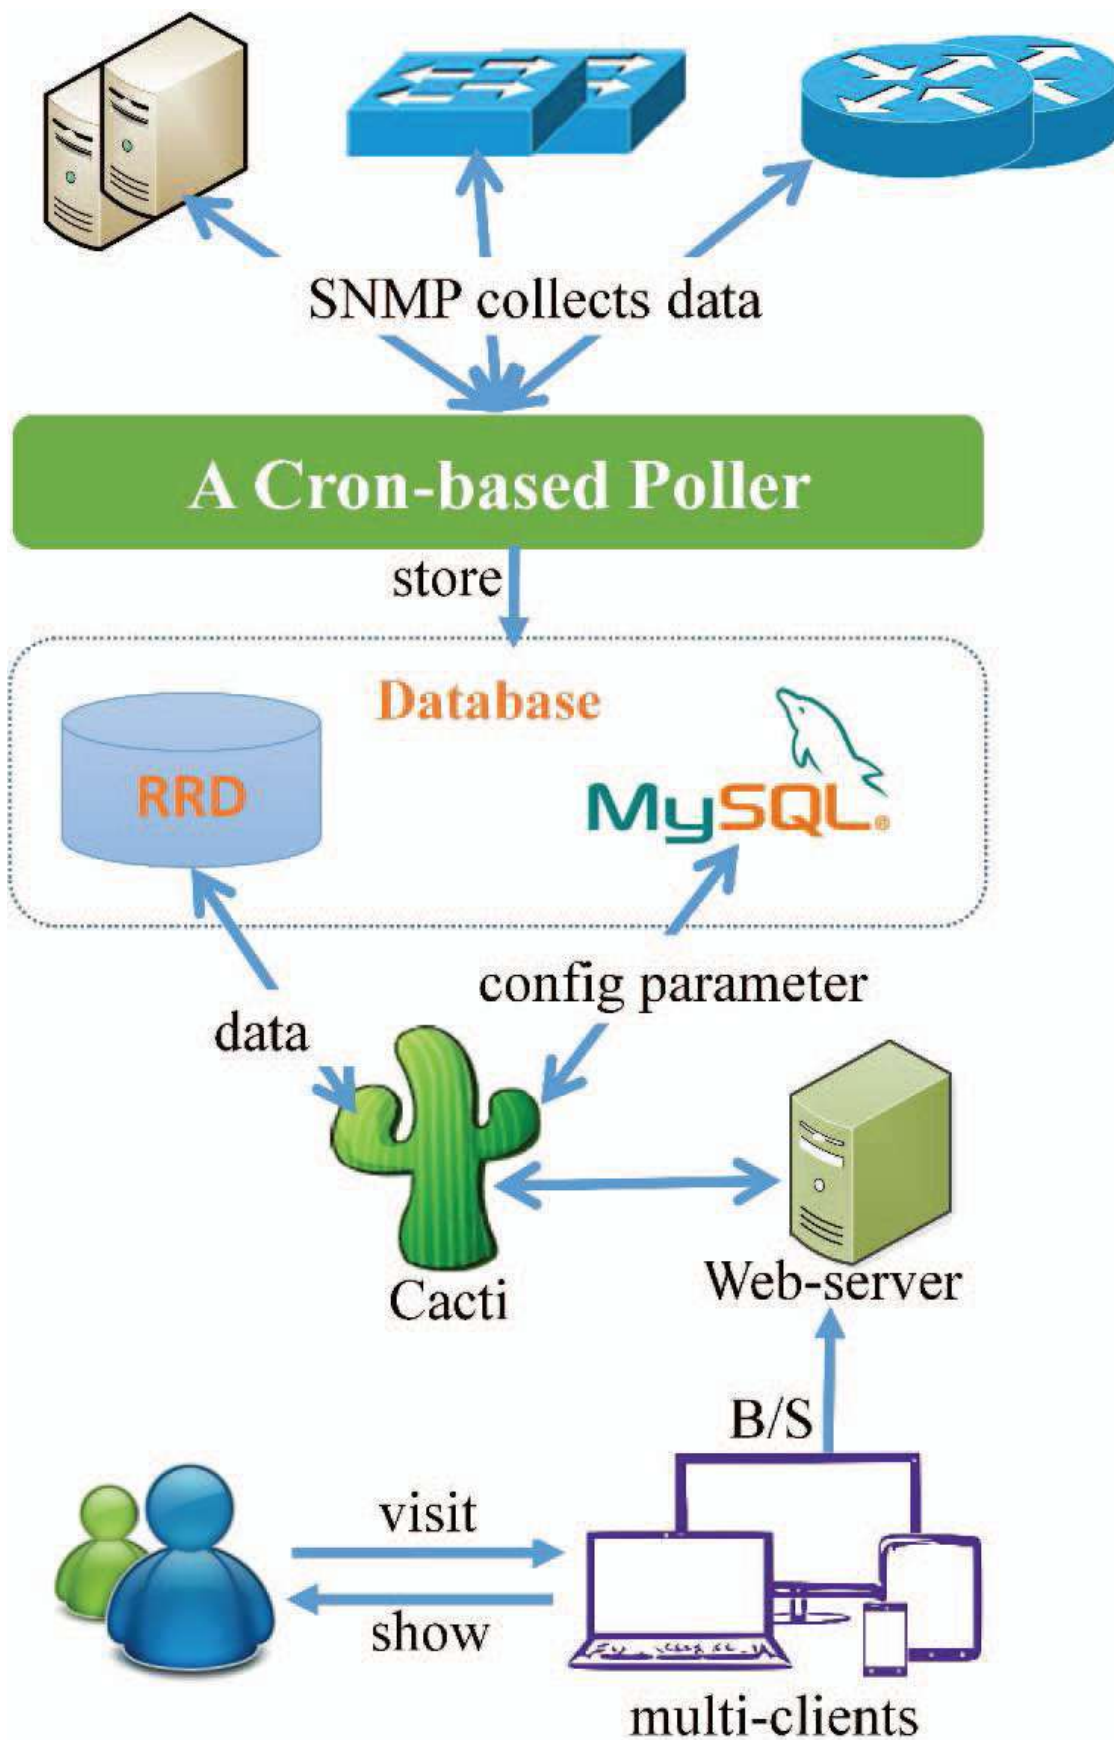 SNMP collects data
A Cron-based Poller
store
Database
RRD
MySQL®
config parameter
data
Cacti
Web-server
B/S
visit
show
multi-clients